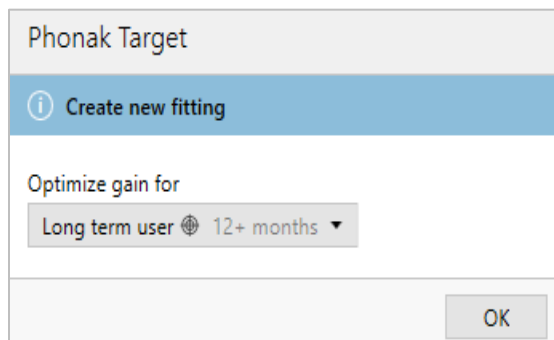 Phonak Target
Create new fitting
Optimize gain for
Long term user 12+ months
OK